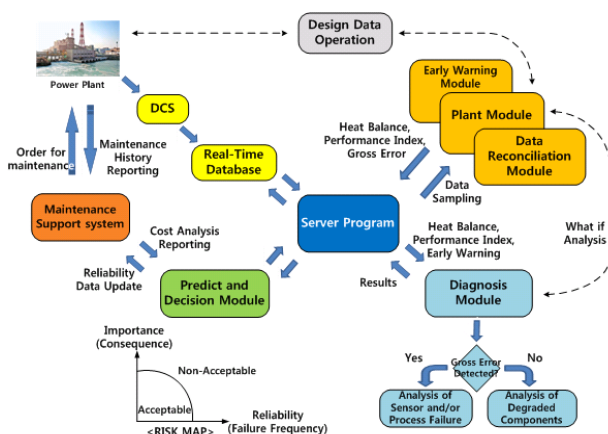 Design Data
Operation
Power Plant
Early Warning
Module
Plant Module
Data
Reconciliation
Module
DCS
Real-Time
Database
Heat Balance,
Performance Index,
Gross Error
Data
Sampling
Order for
maintenance
Maintenance
History
Reporting
Maintenance
Support system
Server Program
What if
Analysis
Cost Analysis
Reporting
Reliability
Data Update
Predict and
Decision Module
Heat Balance,
Performance Index,
Early Warning
Results
Diagnosis
Module
Importance
(Consequence)
Non-Acceptable
Acceptable
Reliability
(Failure Frequency)
<RISK MAP>
Yes
Gross Error
Detected?
No
Analysis of
Sensor and/or
Process Failure
Analysis of
Degraded
Components